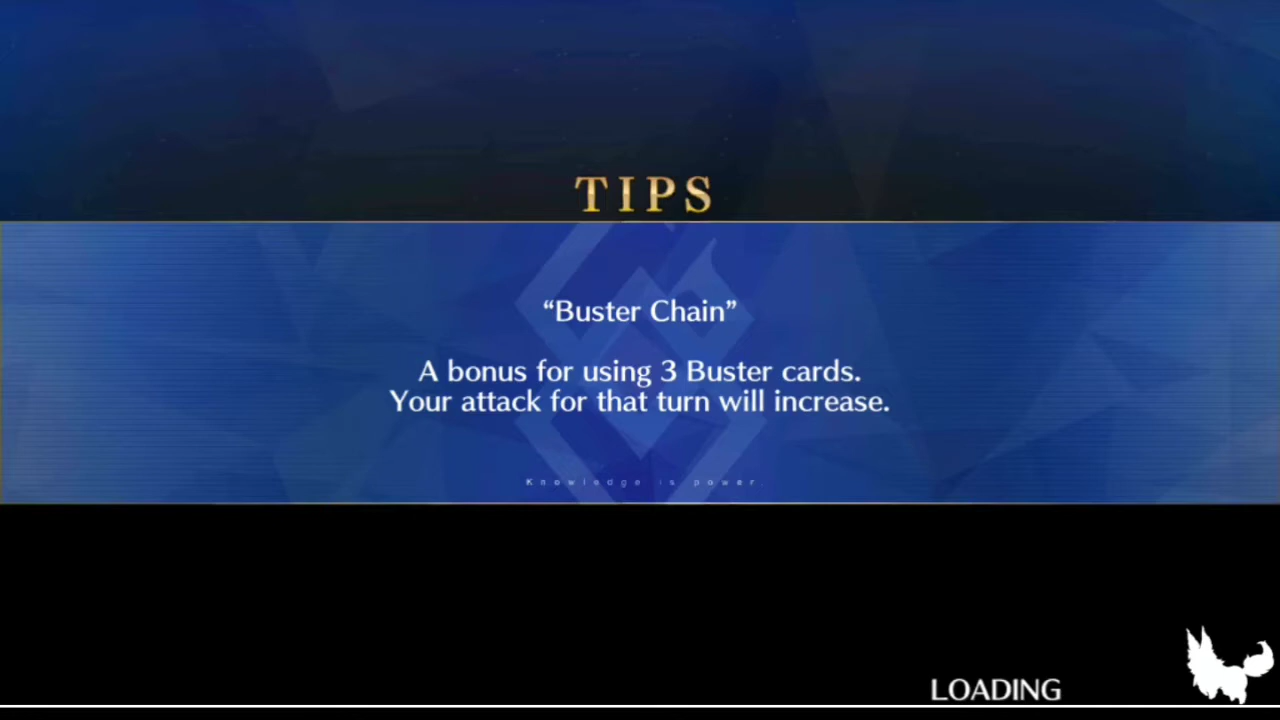 TIPS
“Buster Chain”
A bonus for using 3 Buster cards.
Your attack for that turn will increase.
Knowledge is power.
LOADING